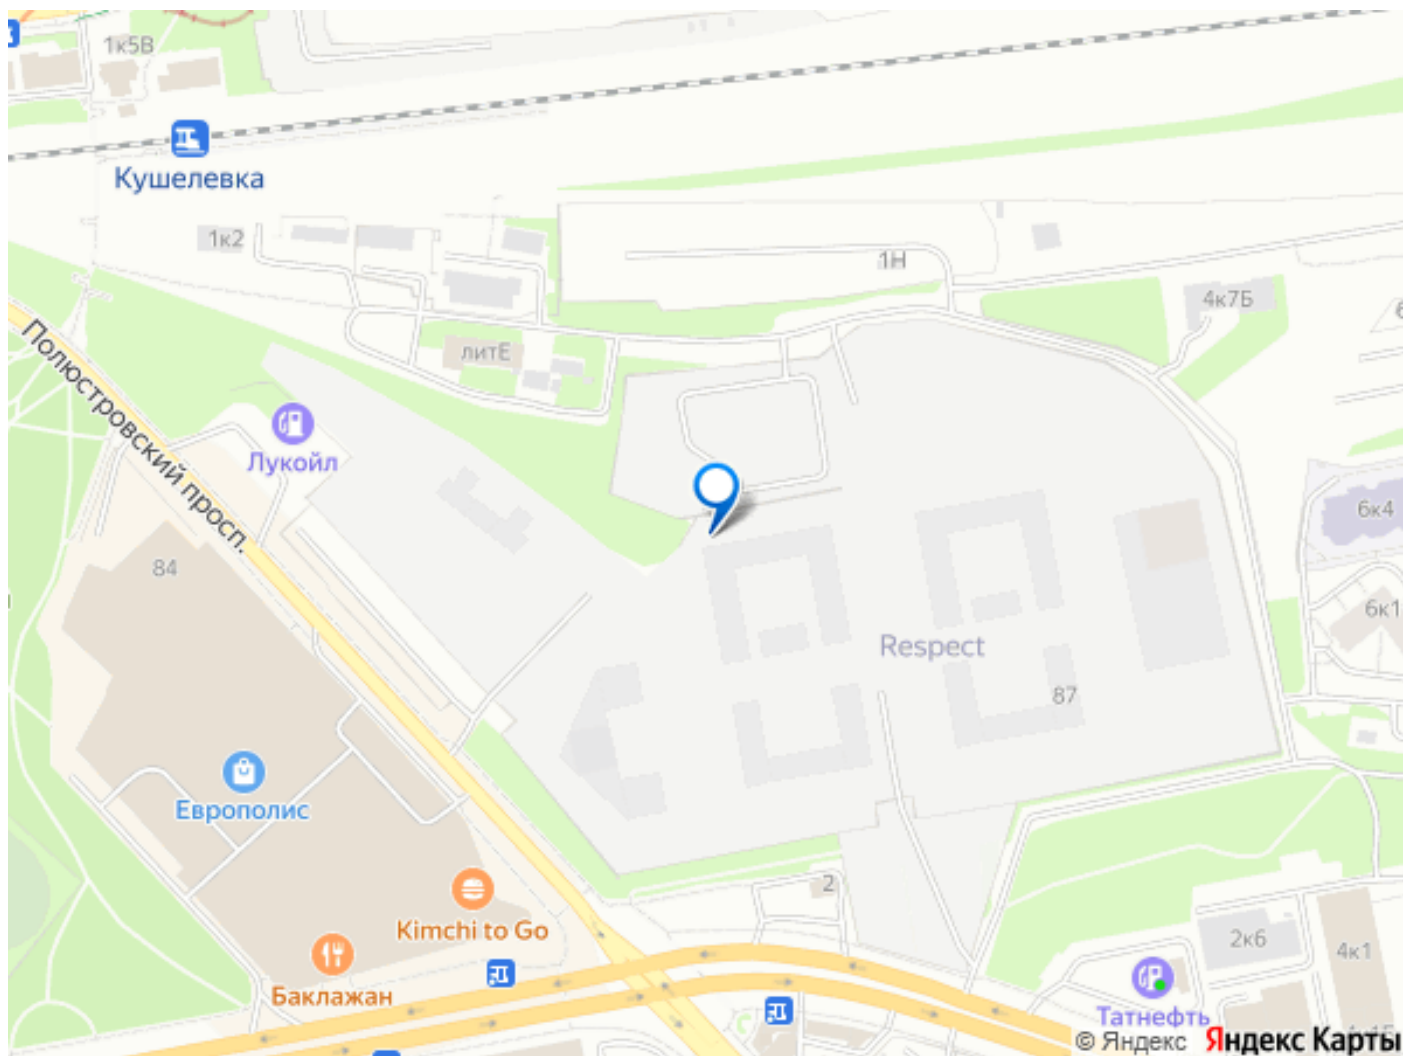 1к5В
Кушелевка
1к2
1Н
4к7Б
Полюстровский просп.
литЕ
Лукойл
6к4
84
6к1
Respect
87
Европолис
2
Kimchi to Go
2к6
4к1
Баклажан
Татнефть
© Яндекс Яндекс Карты